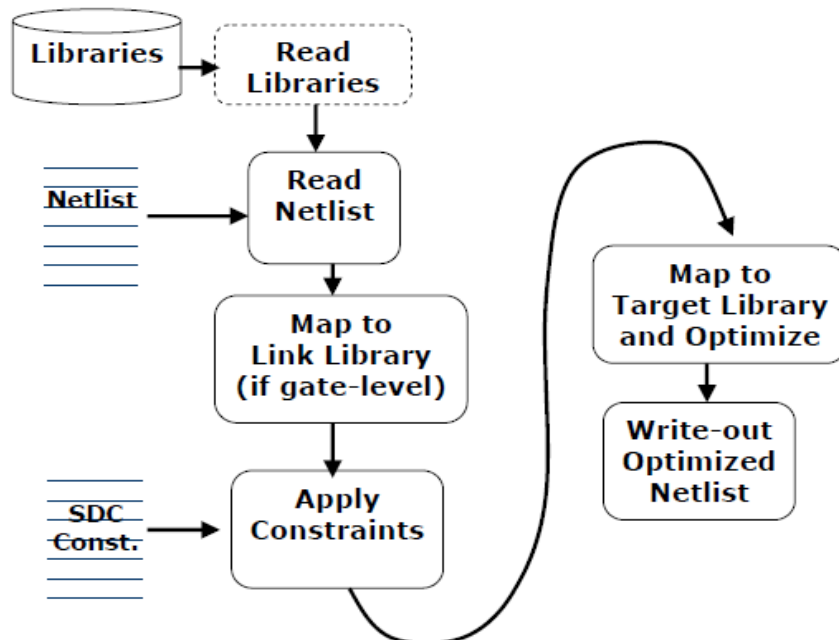 Libraries
Read
Libraries
Netlist
Read
Netlist
Map to
Link Library
(if gate-level)
SDC
Const.
Apply
Constraints
Map to
Target Library
and Optimize
Write-out
Optimized
Netlist